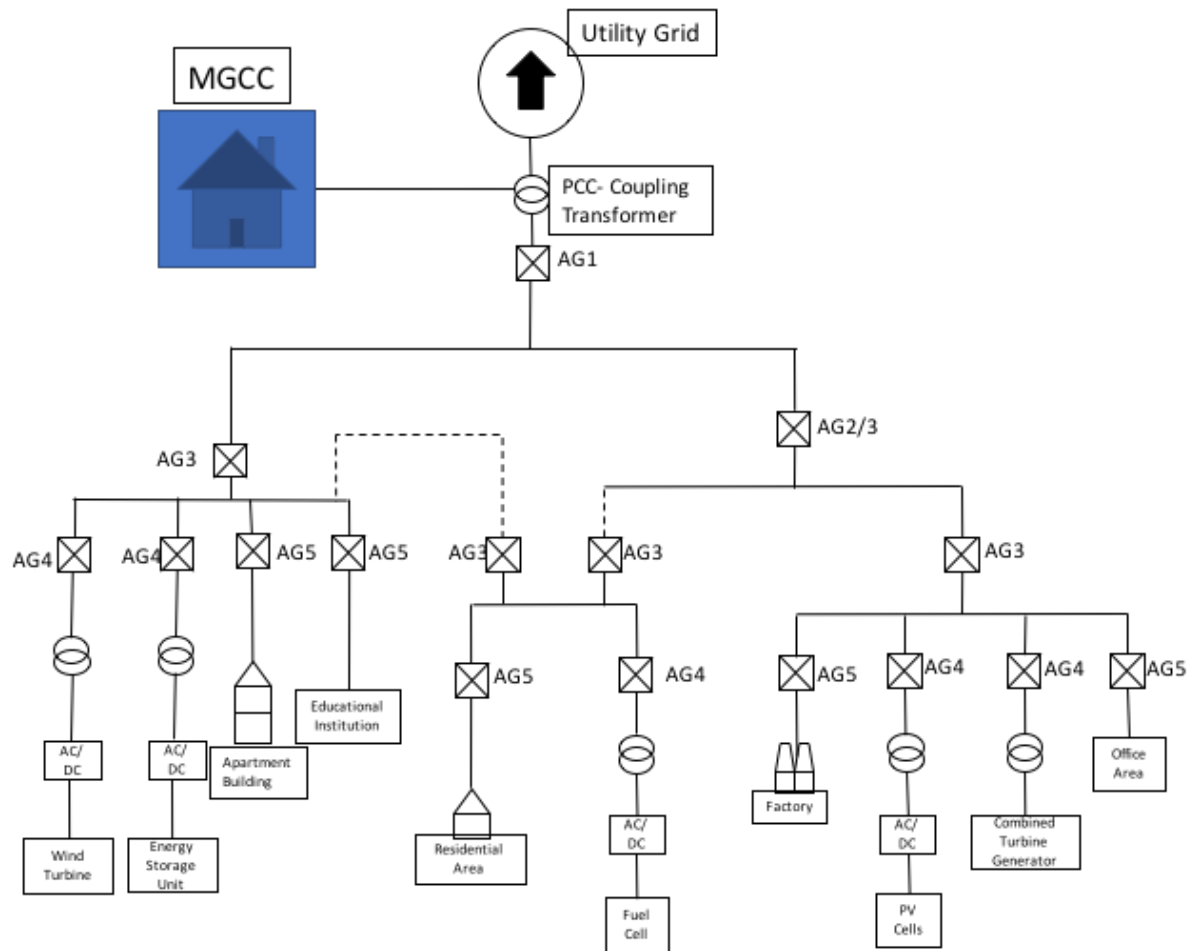 Utility Grid
MGCC
PCC- Coupling
Transformer
AG1
AG2/3
AG3
AG4
AG4
AG5
AG5
AG3
AG3
AG3
AG5
AG4
AG5
AG4
AG4
AG5
Educational
Institution
AC/
DC
AC/
DC
Apartment
Building
Office
Area
Factory
Wind
Turbine
Energy
Storage
Unit
Residential
Area
AC/
DC
AC/
DC
Combined
Turbine
Generator
Fuel
Cell
PV
Cells